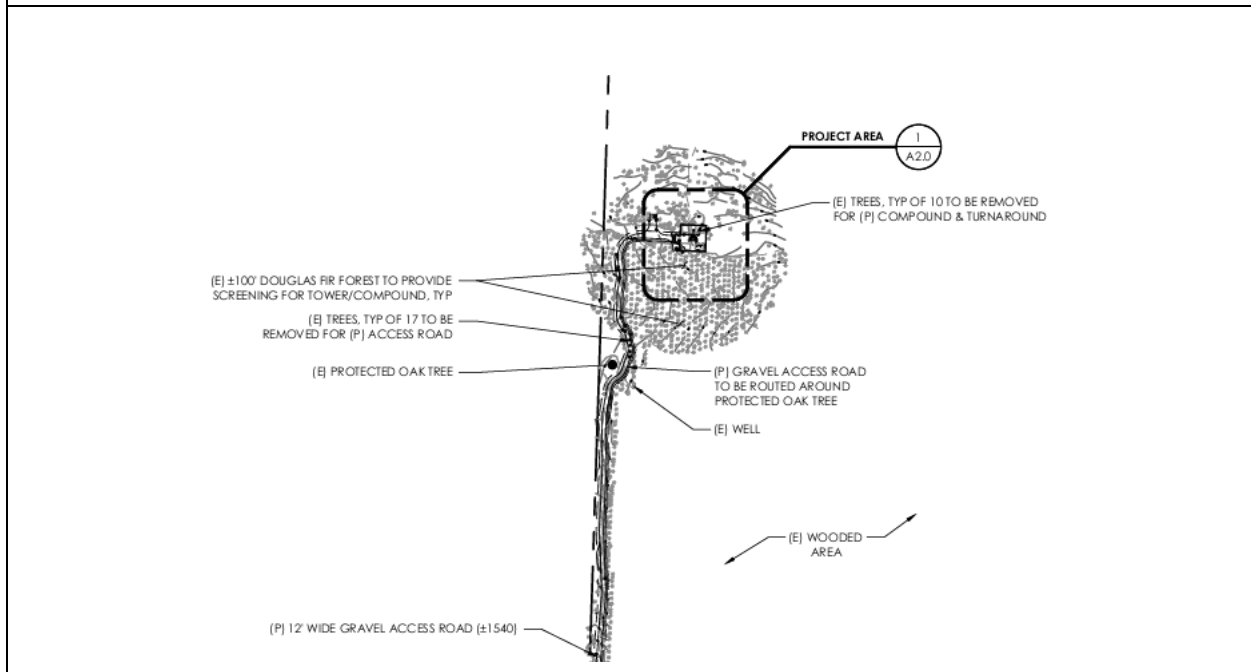 PROJECT AREA
1
A2.0
(E) TREES, TYP OF 10 TO BE REMOVED
FOR (P) COMPOUND & TURNAROUND
(E) ±100' DOUGLAS FIR FOREST TO PROVIDE
SCREENING FOR TOWER/COMPOUND, TYP
(E) TREES, TYP OF 17 TO BE
REMOVED FOR (P) ACCESS ROAD
(E) PROTECTED OAK TREE
(P) GRAVEL ACCESS ROAD
TO BE ROUTED AROUND
PROTECTED OAK TREE
(E) WELL
(E) WOODED
AREA
(P) 12' WIDE GRAVEL ACCESS ROAD (±1540)